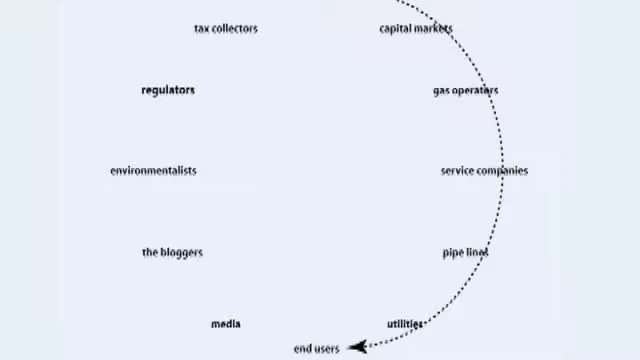 tax collectors
capital markets
regulators
gas operators
environmentalists
service companies
the bloggers
pipe lines
media
utilities
end users